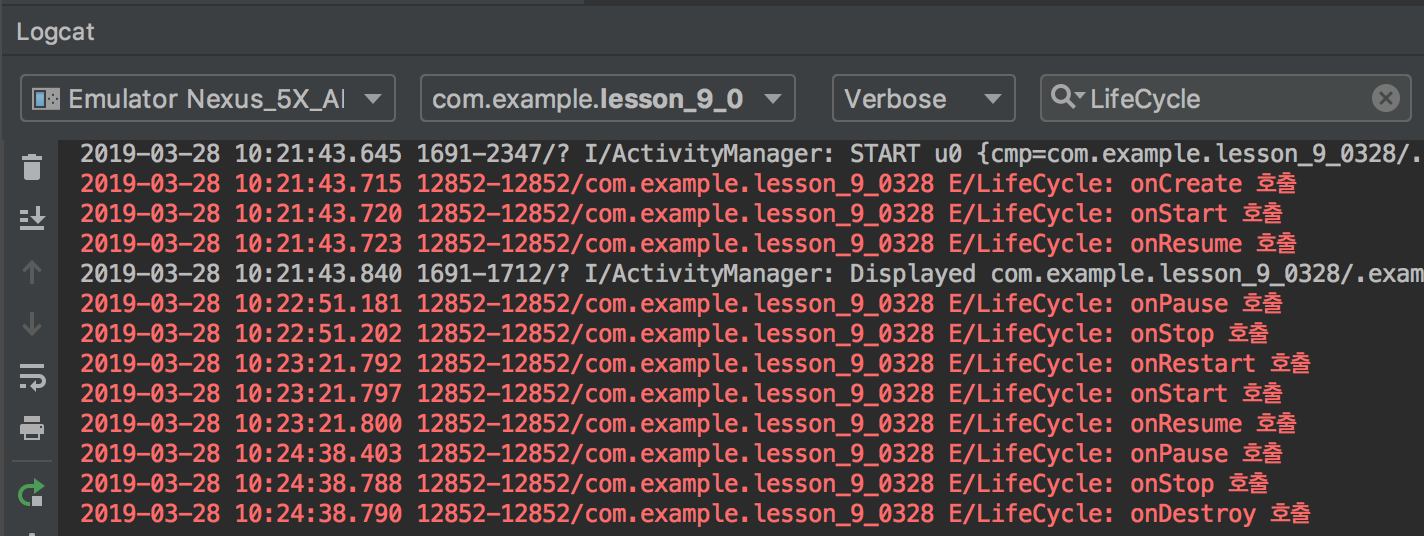 Logcat
Emulator Nexus_5X_AI com.example.lesson_9_0 Verbose LifeCycle
2019-03-28 10:21:43.645 1691-2347/? I/ActivityManager: START u0 {cmp=com.example.lesson_9_0328/.
2019-03-28 10:21:43.715 12852-12852/com.example.lesson_9_0328 E/LifeCycle: onCreate 호출
2019-03-28 10:21:43.720 12852-12852/com.example.lesson_9_0328 E/LifeCycle: onStart 호출
2019-03-28 10:21:43.723 12852-12852/com.example.lesson_9_0328 E/LifeCycle: onResume 호출
2019-03-28 10:21:43.840 1691-1712/? I/ActivityManager: Displayed com.example.lesson_9_0328/.exam
2019-03-28 10:22:51.181 12852-12852/com.example.lesson_9_0328 E/LifeCycle: onPause 호출
2019-03-28 10:22:51.202 12852-12852/com.example.lesson_9_0328 E/LifeCycle: onStop 호출
2019-03-28 10:23:21.792 12852-12852/com.example.lesson_9_0328 E/LifeCycle: onRestart 호출
2019-03-28 10:23:21.797 12852-12852/com.example.lesson_9_0328 E/LifeCycle: onStart 호출
2019-03-28 10:23:21.800 12852-12852/com.example.lesson_9_0328 E/LifeCycle: onResume 호출
2019-03-28 10:24:38.403 12852-12852/com.example.lesson_9_0328 E/LifeCycle: onPause 호출
2019-03-28 10:24:38.788 12852-12852/com.example.lesson_9_0328 E/LifeCycle: onStop 호출
2019-03-28 10:24:38.790 12852-12852/com.example.lesson_9_0328 E/LifeCycle: onDestroy 호출